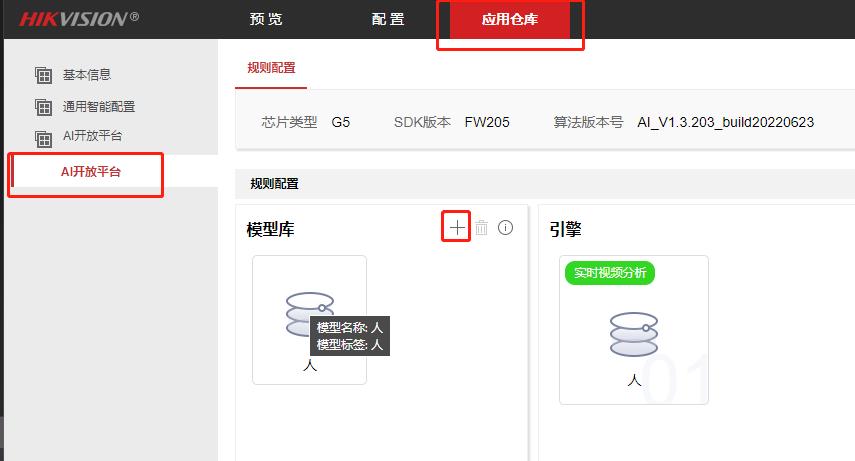 HIKVISION®
预览 配置 应用仓库
基本信息
通用智能配置
AI开放平台
AI开放平台
规则配置
芯片类型 G5 SDK版本 FW205 算法版本号 AI_V1.3.203_build20220623
规则配置
模型库
模型名称: 人
模型标签: 人
人
引擎
实时视频分析
01
人